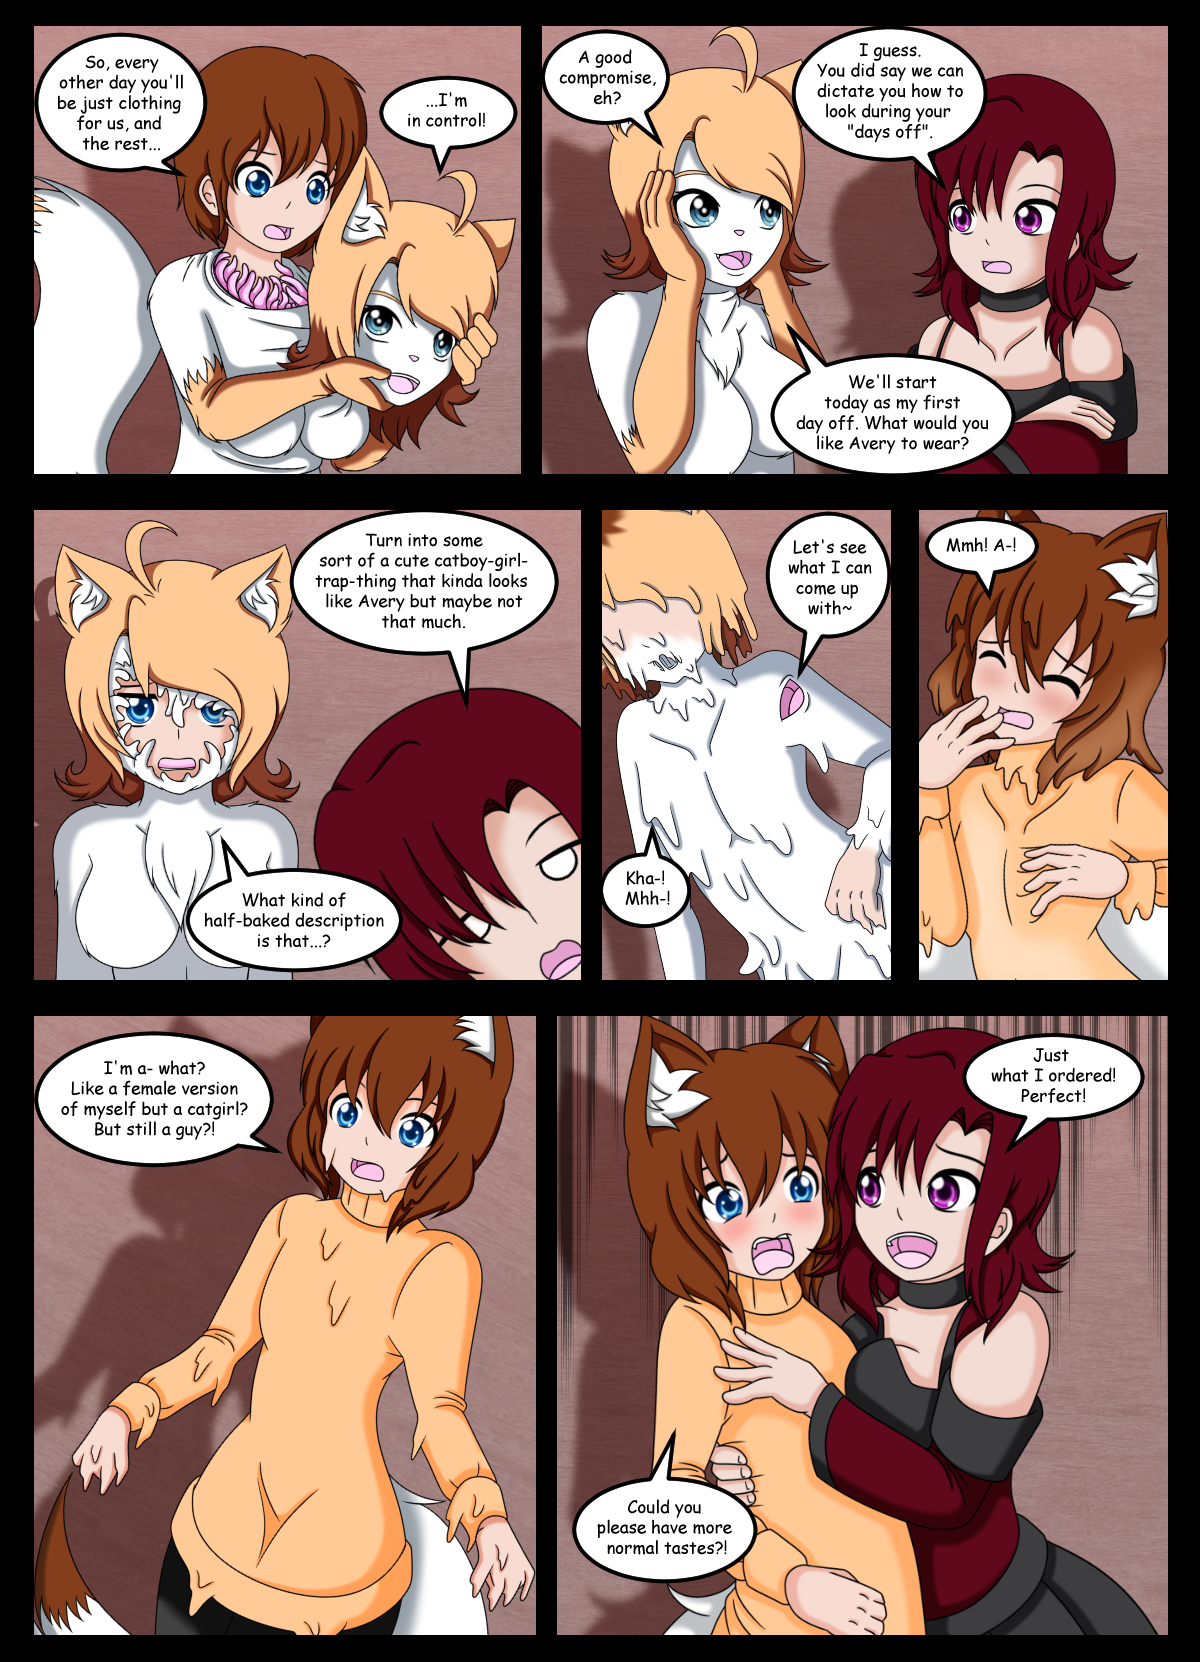 So, every
other day you'll
be just clothing
for us, and
the rest...
...I'm
in control!
A good
compromise,
eh?
I guess.
You did say we can
dictate you how to
look during your
"days off".
We'll start
today as my first
day off. What would you
like Avery to wear?
Turn into some
sort of a cute catboy-girl-
trap-thing that kinda looks
like Avery but maybe not
that much.
What kind of
half-baked description
is that...?
Let's see
what I can
come up
with~
Kha-!
Mhh-!
Mmh! A-!
I'm a- what?
Like a female version
of myself but a catgirl?
But still a guy?!
Just
what I ordered!
Perfect!
Could you
please have more
normal tastes?!